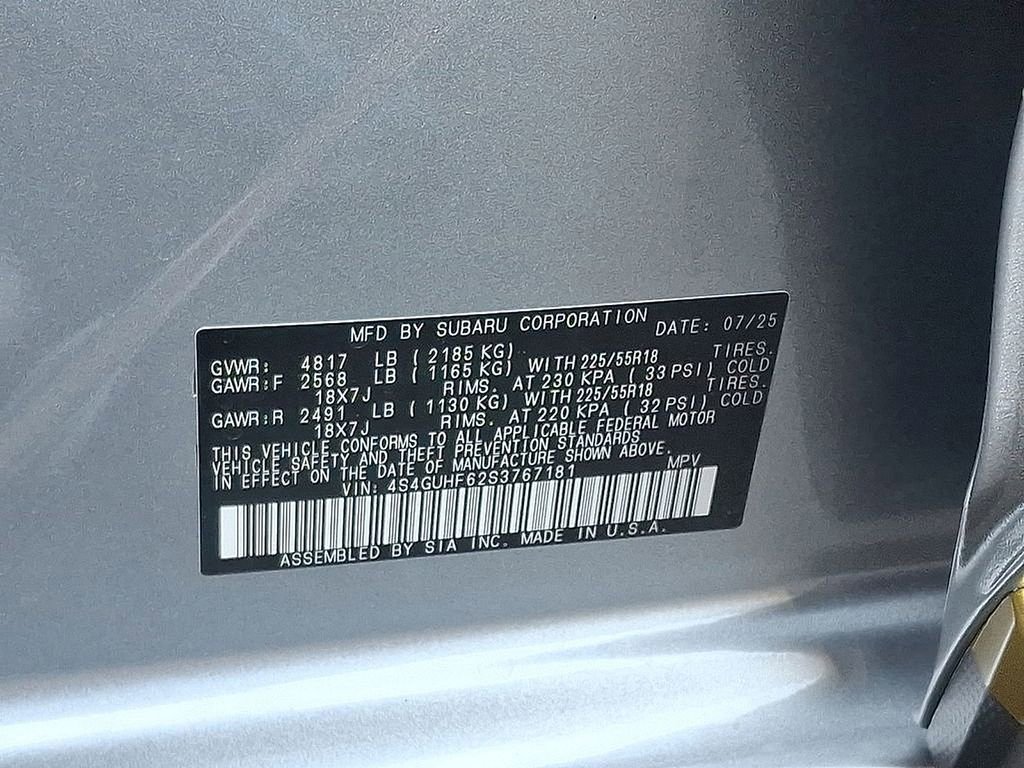 MFD BY SUBARU CORPORATION DATE: 07/25
GVWR: 4817 LB ( 2185 KG)
GAWR:F 2568 LB ( 1165 KG) WITH 225/55R18 TIRES.
18X7J RIMS. AT 230 KPA ( 33 PSI) COLD
GAWR:R 2491 LB ( 1130 KG) WITH 225/55R18 TIRES.
18X7J RIMS. AT 220 KPA ( 32 PSI) COLD
THIS VEHICLE CONFORMS TO ALL APPLICABLE FEDERAL MOTOR
VEHICLE SAFETY AND THEFT PREVENTION STANDARDS
IN EFFECT ON THE DATE OF MANUFACTURE SHOWN ABOVE.
VIN: 4S4GUHF62S3767181 MPV
ASSEMBLED BY SIA INC. MADE IN U.S.A.